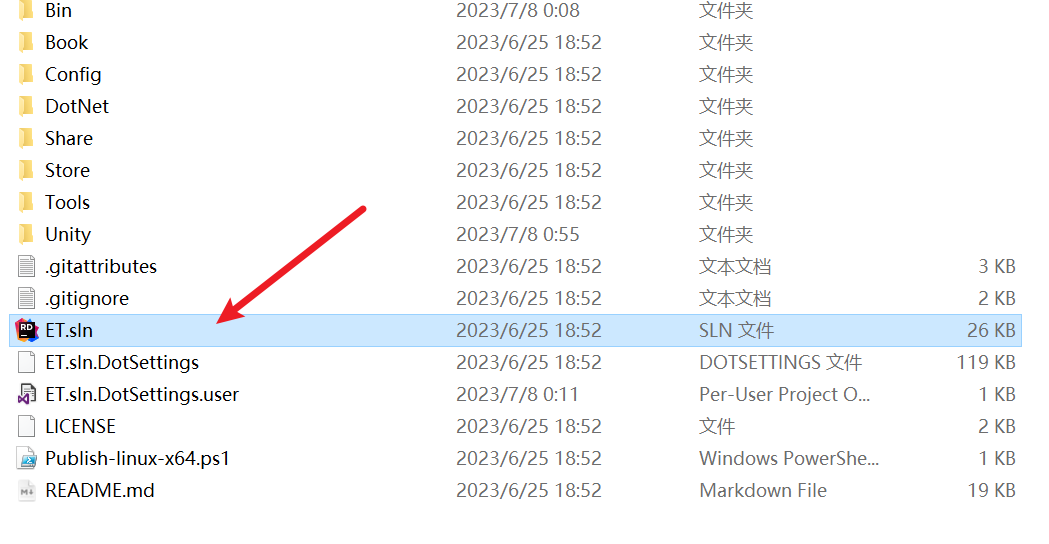 Bin 2023/7/8 0:08 文件夹
Book 2023/6/25 18:52 文件夹
Config 2023/6/25 18:52 文件夹
DotNet 2023/6/25 18:52 文件夹
Share 2023/6/25 18:52 文件夹
Store 2023/6/25 18:52 文件夹
Tools 2023/6/25 18:52 文件夹
Unity 2023/7/8 0:55 文件夹
.gitattributes 2023/6/25 18:52 文本文档 3 KB
.gitignore 2023/6/25 18:52 文本文档 2 KB
RD ET.sln 2023/6/25 18:52 SLN 文件 26 KB
ET.sln.DotSettings 2023/6/25 18:52 DOTSETTINGS 文件 119 KB
ET.sln.DotSettings.user 2023/7/8 0:11 Per-User Project O... 1 KB
LICENSE 2023/6/25 18:52 文件 2 KB
Publish-linux-x64.ps1 2023/6/25 18:52 Windows PowerShe... 1 KB
README.md 2023/6/25 18:52 Markdown File 19 KB